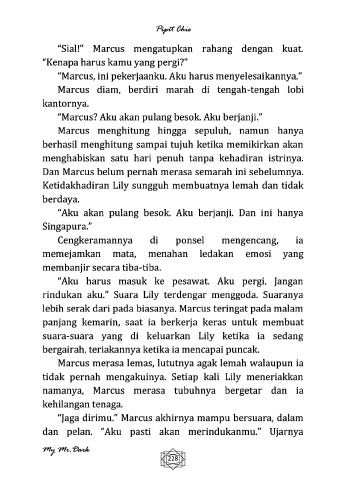 Pipit Chie
“Sial!” Marcus mengatupkan rahang dengan kuat.
“Kenapa harus kamu yang pergi?”
“Marcus, ini pekerjaanku. Aku harus menyelesaikannya.”
Marcus diam, berdiri marah di tengah-tengah lobi
kantornya.
“Marcus? Aku akan pulang besok. Aku berjanji.”
Marcus menghitung hingga sepuluh, namun hanya
berhasil menghitung sampai tujuh ketika memikirkan akan
menghabiskan satu hari penuh tanpa kehadiran istrinya.
Dan Marcus belum pernah merasa semarah ini sebelumnya.
Ketidakhadiran Lily sungguh membuatnya lemah dan tidak
berdaya.
“Aku akan pulang besok. Aku berjanji. Dan ini hanya
Singapura.”
Cengkeramannya di ponsel mengencang, ia
memejamkan mata, menahan ledakan emosi yang
membanjir secara tiba-tiba.
“Aku harus masuk ke pesawat. Aku pergi. Jangan
rindukan aku.” Suara Lily terdengar menggoda. Suaranya
lebih serak dari pada biasanya. Marcus teringat pada malam
panjang kemarin, saat ia berkerja keras untuk membuat
suara-suara yang di keluarkan Lily ketika ia sedang
bergairah, teriakannya ketika ia mencapai puncak.
Marcus merasa lemas, lututnya agak lemah walaupun ia
tidak pernah mengakuinya. Setiap kali Lily meneriakkan
namanya, Marcus merasa tubuhnya bergetar dan ia
kehilangan tenaga.
“Jaga dirimu.” Marcus akhirnya mampu bersuara, dalam
dan pelan. “Aku pasti akan merindukanmu.” Ujarnya
My Mr.Dark
228